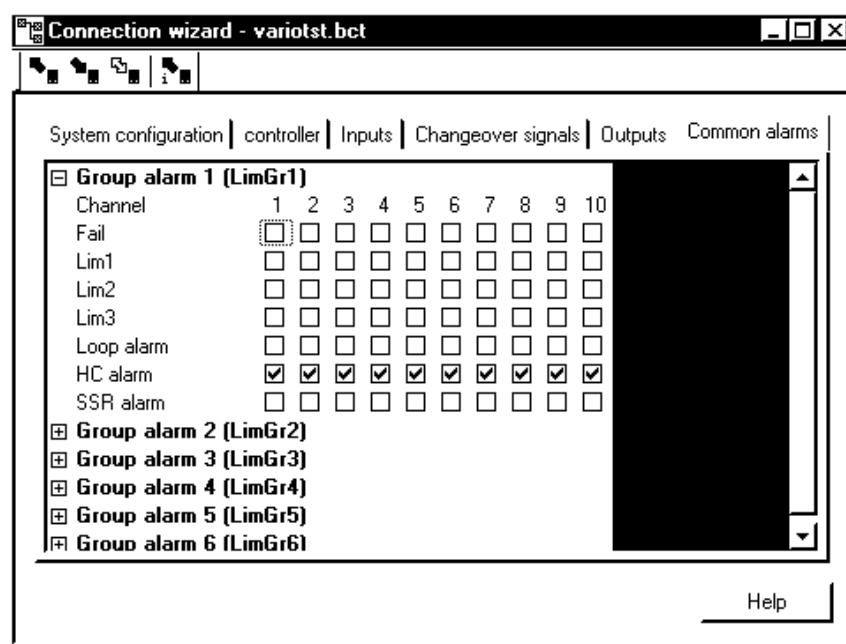 Connection wizard - variotst.bct
System configuration controller Inputs Changeover signals Outputs Common alarms
Group alarm 1 (LimGr1)
Channel 1 2 3 4 5 6 7 8 9 10
Fail
Lim1
Lim2
Lim3
Loop alarm
HC alarm
SSR alarm
Group alarm 2 (LimGr2)
Group alarm 3 (LimGr3)
Group alarm 4 (LimGr4)
Group alarm 5 (LimGr5)
Group alarm 6 (LimGr6)
Help